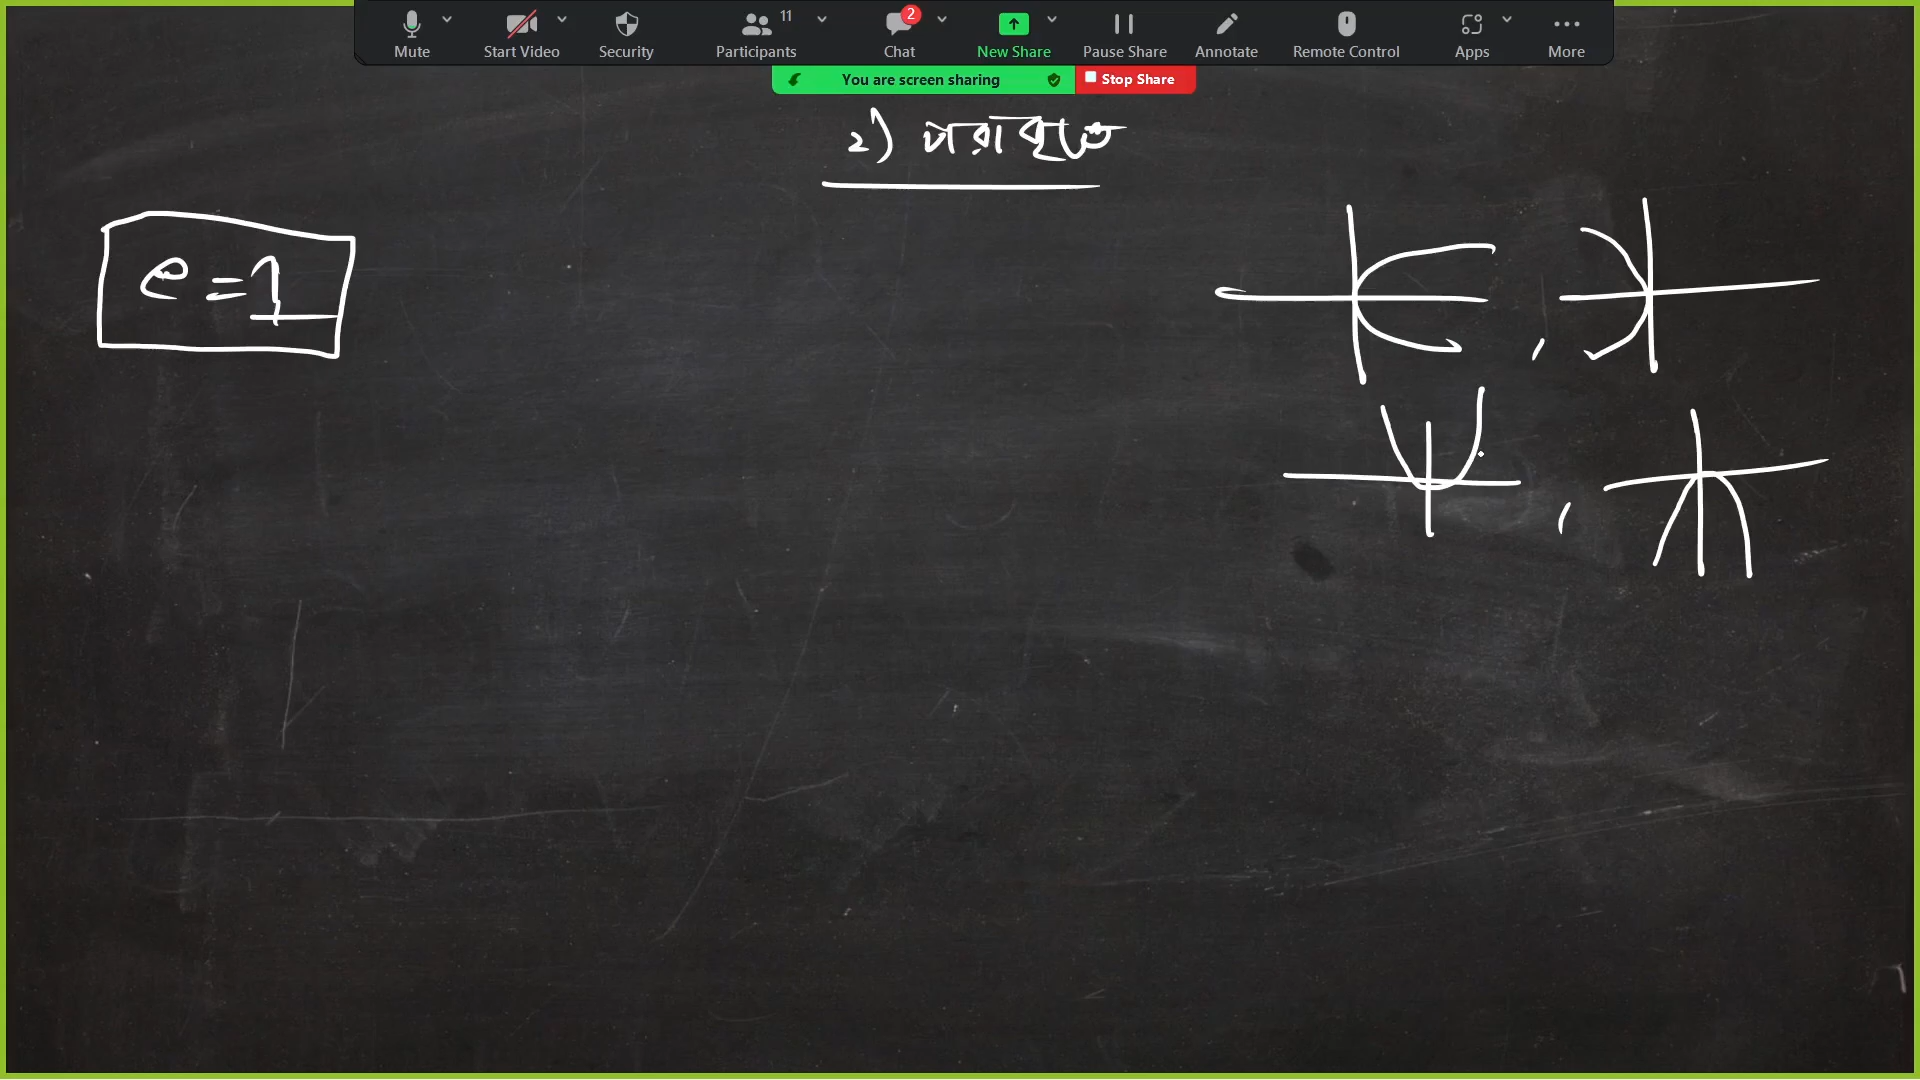 Mute
Start Video
Security
Participants 11
Chat 2
New Share
Pause Share
Annotate
Remote Control
Apps
More
You are screen sharing
Stop Share
২) পরাবৃত্ত
e = 1